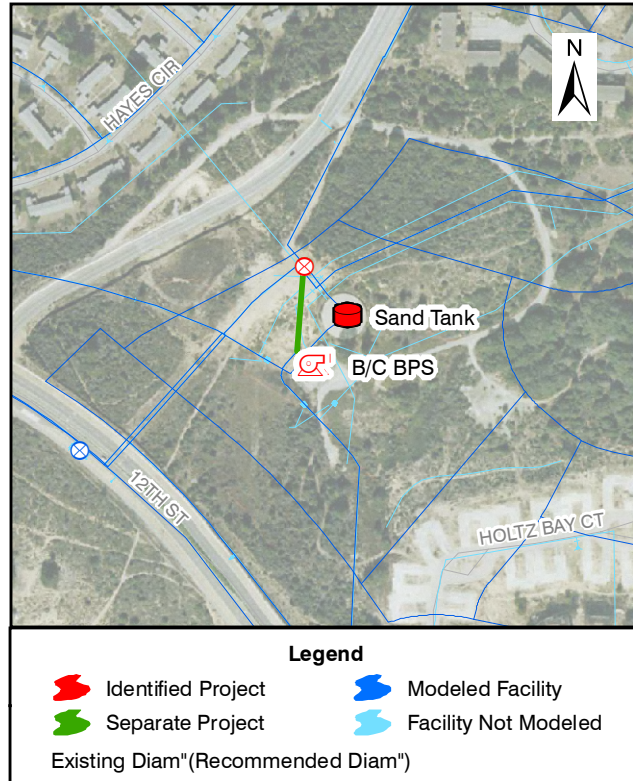 HAYES CIR
N
Sand Tank
B/C BPS
12TH ST
HOLTZ BAY CT
Legend
Identified Project
Modeled Facility
Separate Project
Facility Not Modeled
Existing Diam"(Recommended Diam")